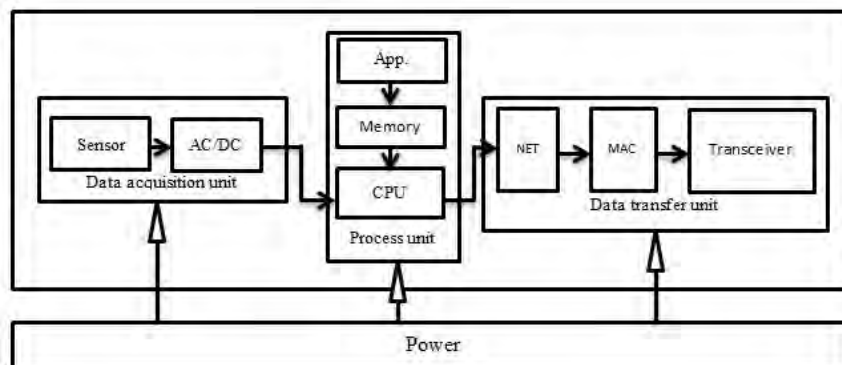 Sensor
AC/DC
Data acquisition unit
App.
Memory
CPU
Process unit
NET
MAC
Transceiver
Data transfer unit
Power